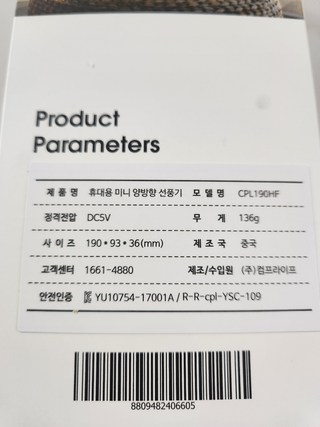 Product
Parameters
제 품 명 휴대용 미니 양방향 선풍기 모 델 명 CPL190HF
정격전압 DC5V 무 게 136g
사 이 즈 190*93*36(mm) 제 조 국 중국
고객센터 1661-4880 제조/수입원 (주)컴프라이프
안전인증 YU10754-17001A / R-R-cpl-YSC-109
8809482406605